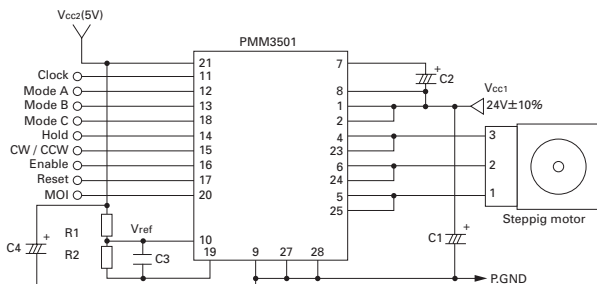 Vcc2(5V)
PMM3501
21
7
Clock
11
C2
Mode A
12
8
Vcc1
Mode B
13
1
24V±10%
Mode C
18
2
Hold
14
4
3
CW / CCW
15
23
Enable
16
6
2
Reset
17
24
MOI
20
5
1
25
Steppig motor
R1
Vref
C4
10
C1
R2
C3
19
9
27
28
P.GND
+
+
+